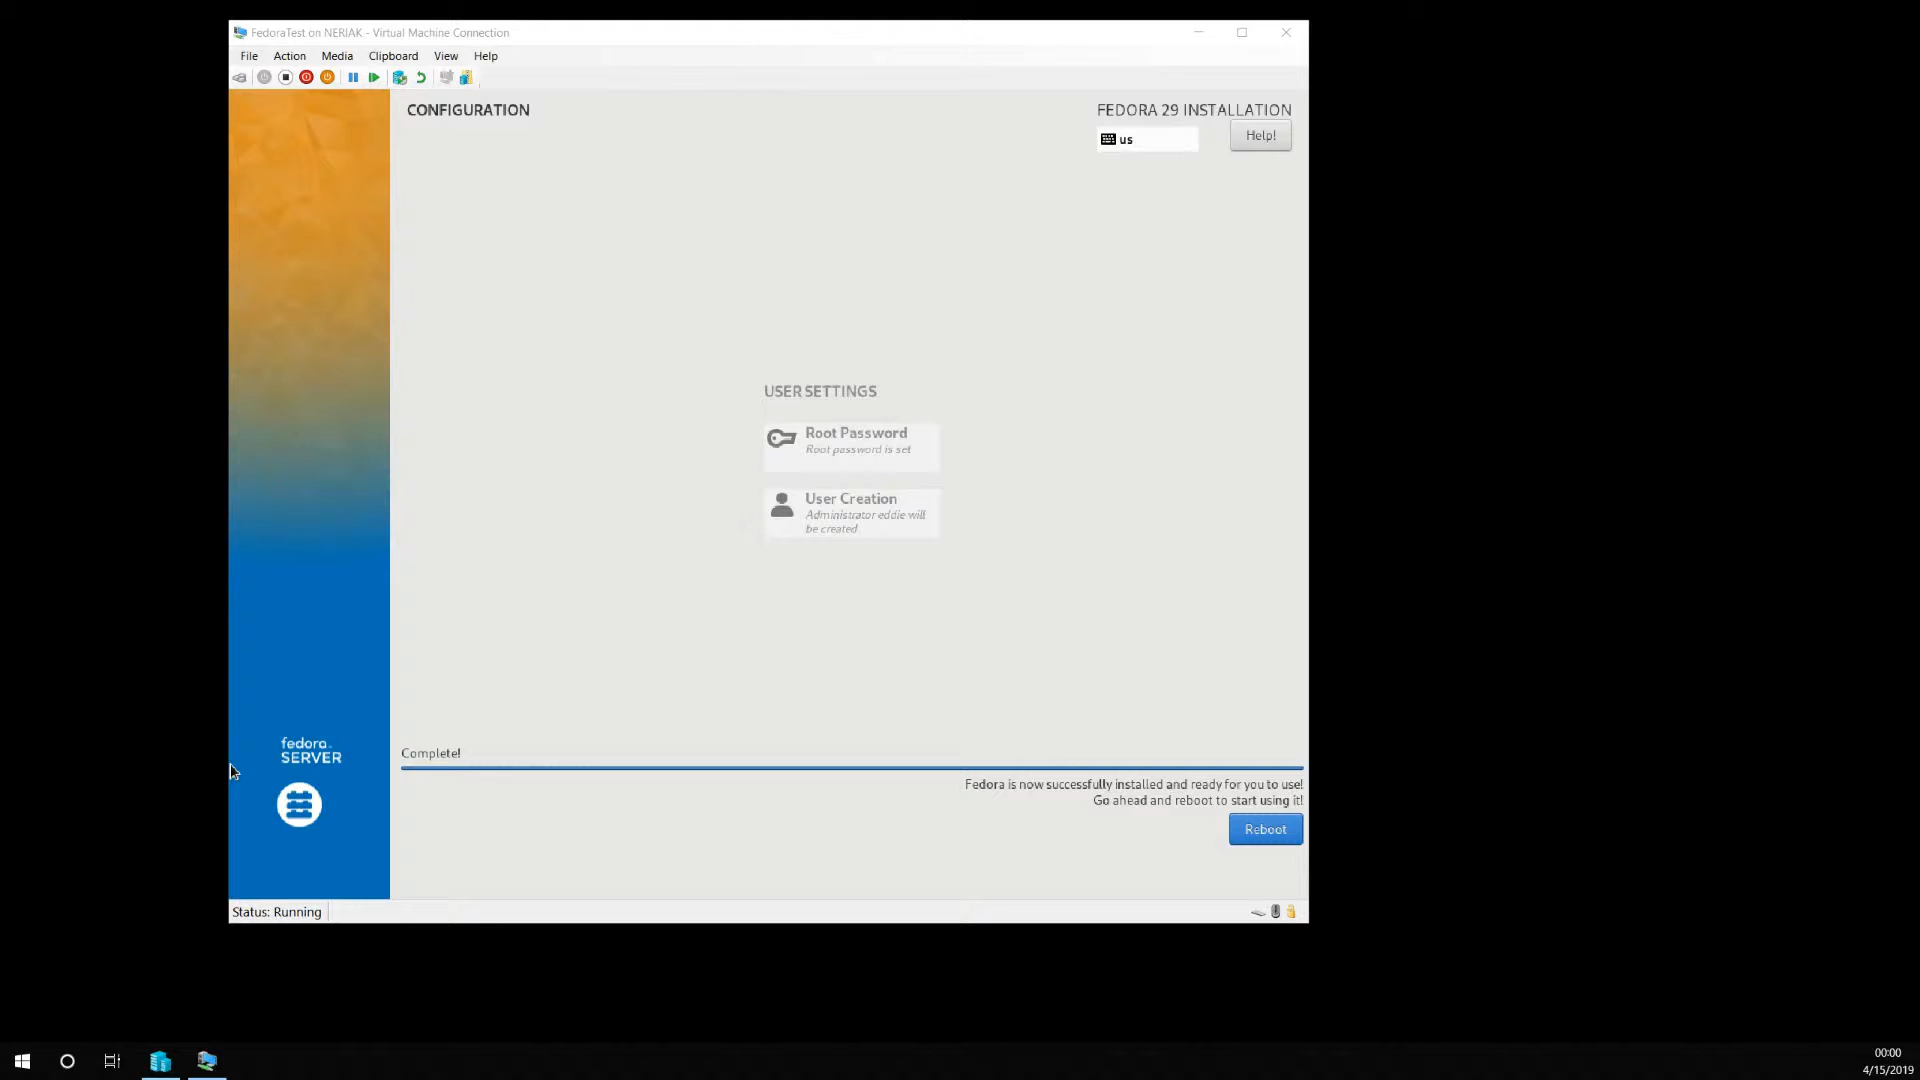 FedoraTest on NERIAK - Virtual Machine Connection
File Action Media Clipboard View Help
CONFIGURATION
FEDORA 29 INSTALLATION
us
Help!
USER SETTINGS
Root Password
Root password is set
User Creation
Administrator eddie will
be created
fedora
SERVER
Complete!
Fedora is now successfully installed and ready for you to use!
Go ahead and reboot to start using it!
Reboot
Status: Running
00:00
4/15/2019